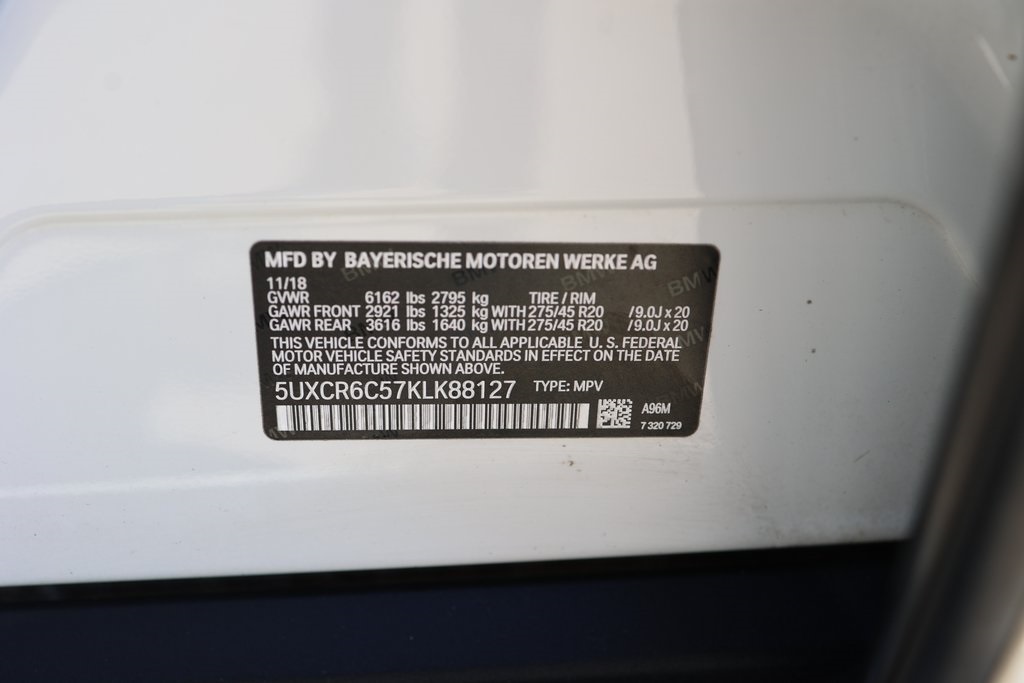 MFD BY BAYERISCHE MOTOREN WERKE AG
11/18
GVWR 6162 lbs 2795 kg TIRE / RIM
GAWR FRONT 2921 lbs 1325 kg WITH 275/45 R20 / 9.0J x 20
GAWR REAR 3616 lbs 1640 kg WITH 275/45 R20 / 9.0J x 20
THIS VEHICLE CONFORMS TO ALL APPLICABLE U. S. FEDERAL
MOTOR VEHICLE SAFETY STANDARDS IN EFFECT ON THE DATE
OF MANUFACTURE SHOWN ABOVE.
5UXCR6C57KLK88127 TYPE: MPV
A96M
7 320 729